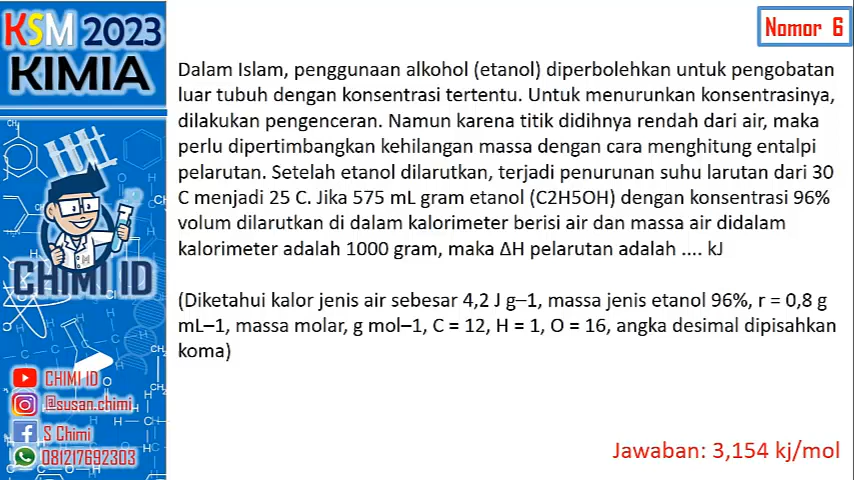 KSM 2023
KIMIA
CHIMI ID
CHIMI ID
@susan.chimi
S Chimi
081217692303
Nomor 6
Dalam Islam, penggunaan alkohol (etanol) diperbolehkan untuk pengobatan
luar tubuh dengan konsentrasi tertentu. Untuk menurunkan konsentrasinya,
dilakukan pengenceran. Namun karena titik didihnya rendah dari air, maka
perlu dipertimbangkan kehilangan massa dengan cara menghitung entalpi
pelarutan. Setelah etanol dilarutkan, terjadi penurunan suhu larutan dari 30
C menjadi 25 C. Jika 575 mL gram etanol (C2H5OH) dengan konsentrasi 96%
volum dilarutkan di dalam kalorimeter berisi air dan massa air didalam
kalorimeter adalah 1000 gram, maka ΔH pelarutan adalah .... kJ
(Diketahui kalor jenis air sebesar 4,2 J g–1, massa jenis etanol 96%, r = 0,8 g
mL–1, massa molar, g mol–1, C = 12, H = 1, O = 16, angka desimal dipisahkan
koma)
Jawaban: 3,154 kj/mol